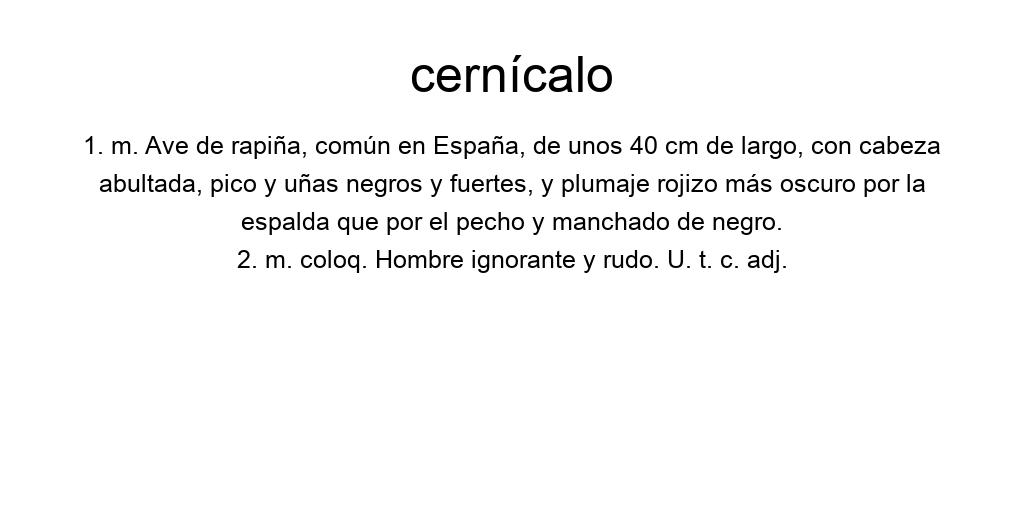 cernícalo
1. m. Ave de rapiña, común en España, de unos 40 cm de largo, con cabeza
abultada, pico y uñas negros y fuertes, y plumaje rojizo más oscuro por la
espalda que por el pecho y manchado de negro.
2. m. coloq. Hombre ignorante y rudo. U. t. c. adj.